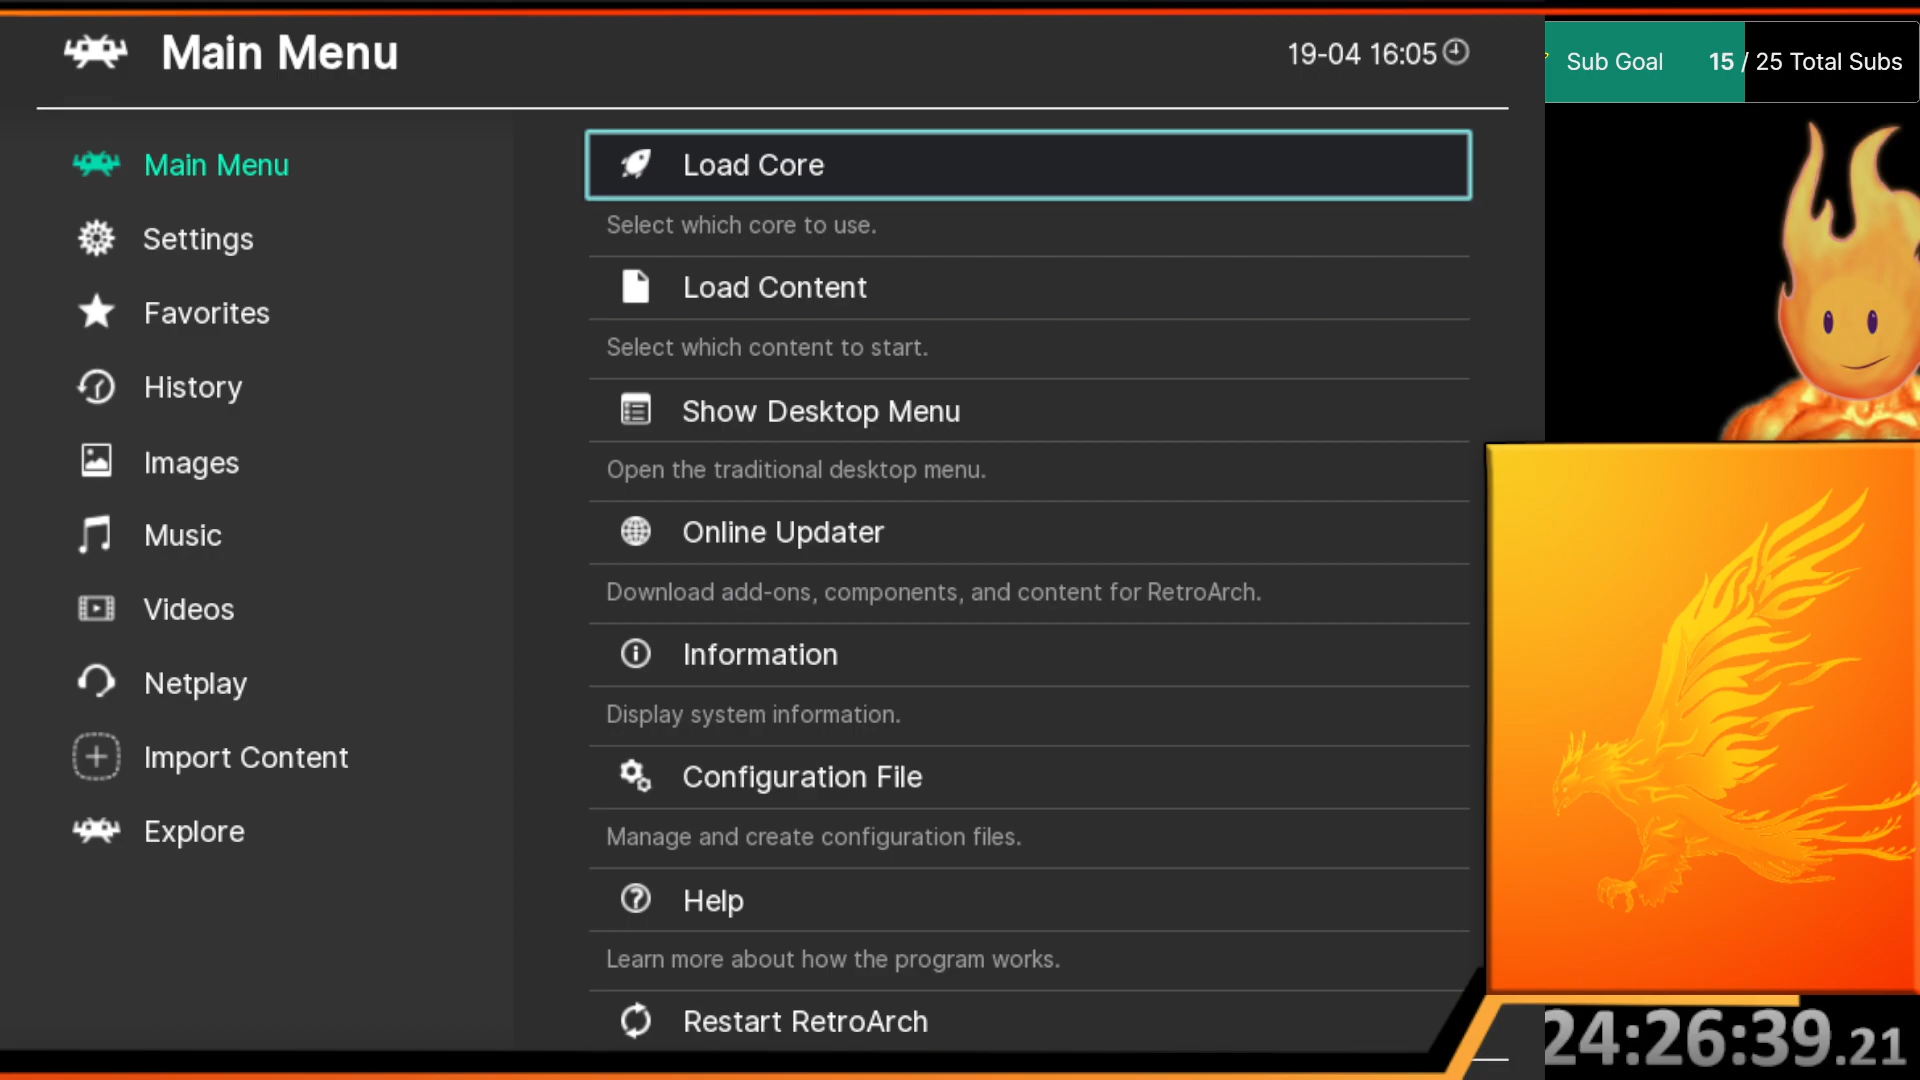 Main Menu
19-04 16:05
Sub Goal 15 / 25 Total Subs
Main Menu
Settings
Favorites
History
Images
Music
Videos
Netplay
Import Content
Explore
Load Core
Select which core to use.
Load Content
Select which content to start.
Show Desktop Menu
Open the traditional desktop menu.
Online Updater
Download add-ons, components, and content for RetroArch.
Information
Display system information.
Configuration File
Manage and create configuration files.
Help
Learn more about how the program works.
Restart RetroArch
24:26:39.21